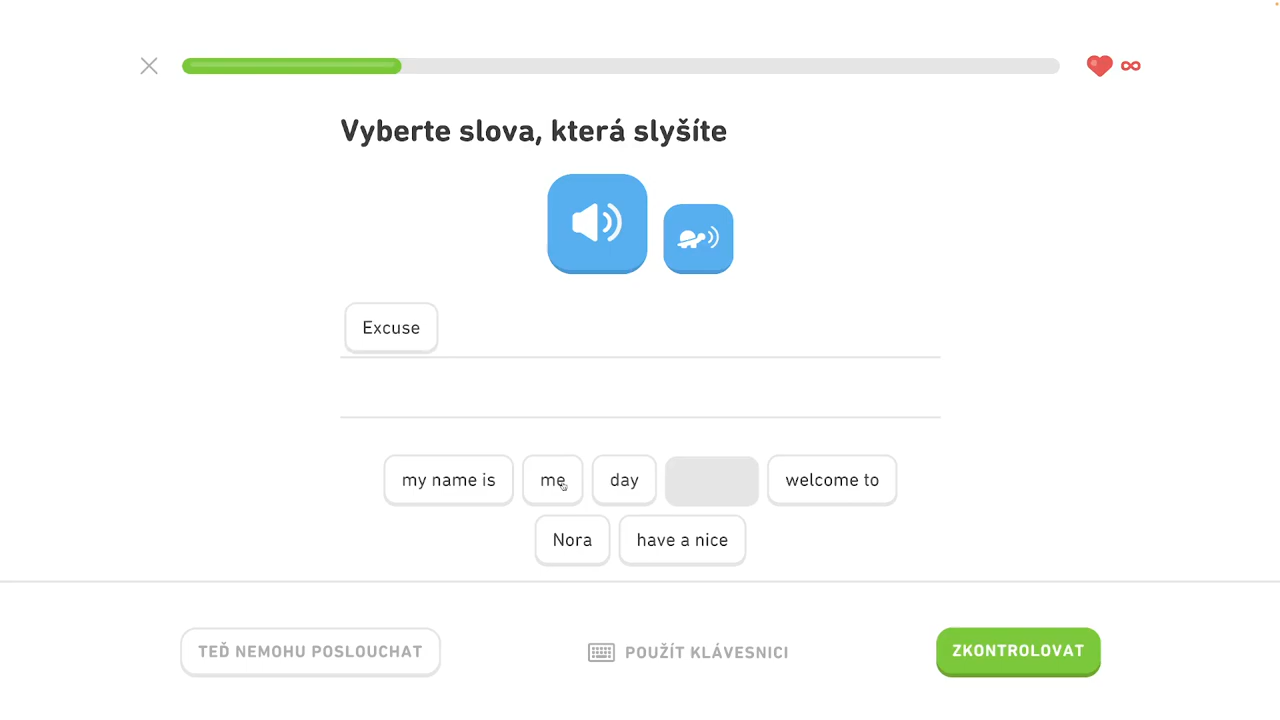 Vyberte slova, která slyšíte
Excuse
my name is me day welcome to
Nora have a nice
TEĎ NEMOHU POSLOUCHAT POUŽÍT KLÁVESNICI ZKONTROLOVAT